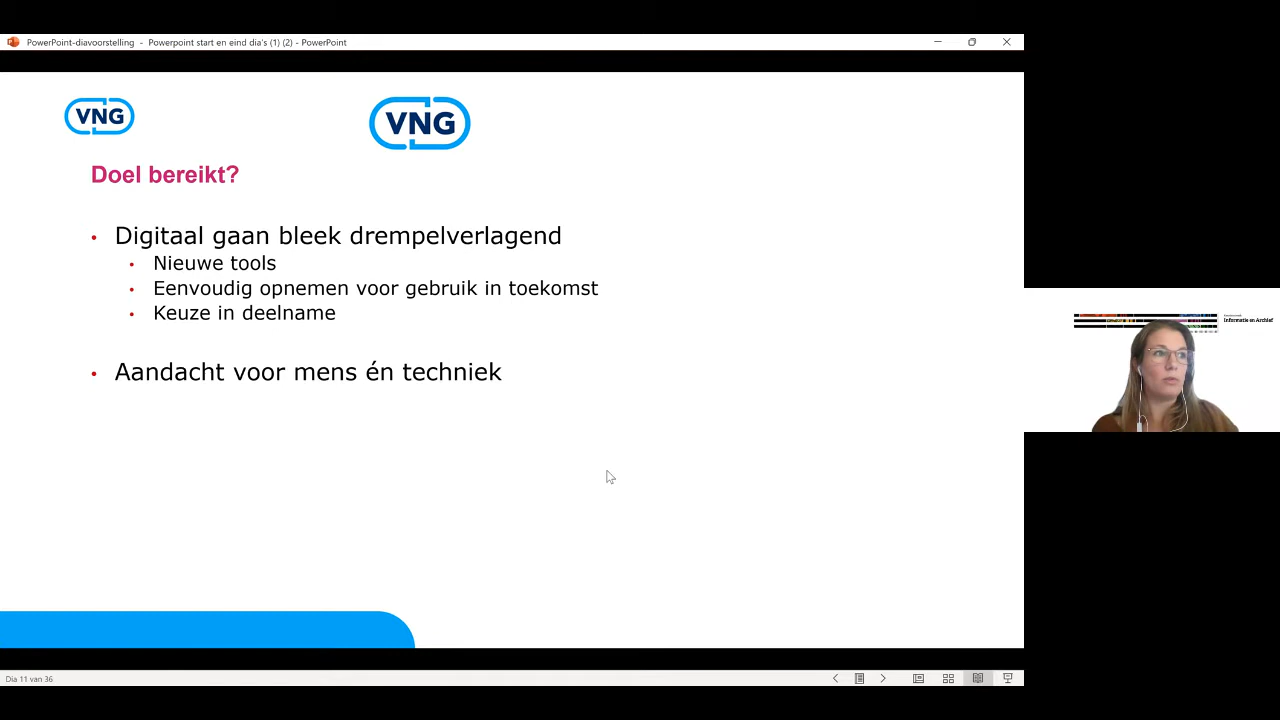 PowerPoint-diavoorstelling - Powerpoint start en eind dia's (1) (2) - PowerPoint
VNG
VNG
Doel bereikt?
• Digitaal gaan bleek drempelverlagend
• Nieuwe tools
• Eenvoudig opnemen voor gebruik in toekomst
• Keuze in deelname
• Aandacht voor mens én techniek
Informatie en Archief
Dia 11 van 36